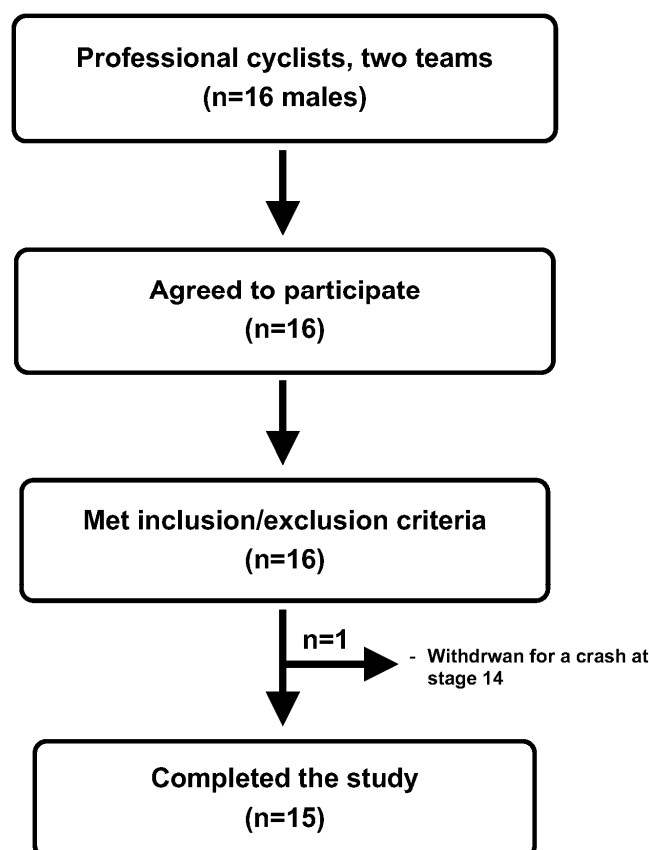 Professional cyclists, two teams
(n=16 males)
Agreed to participate
(n=16)
Met inclusion/exclusion criteria
(n=16)
n=1
- Withdrwan for a crash at
stage 14
Completed the study
(n=15)